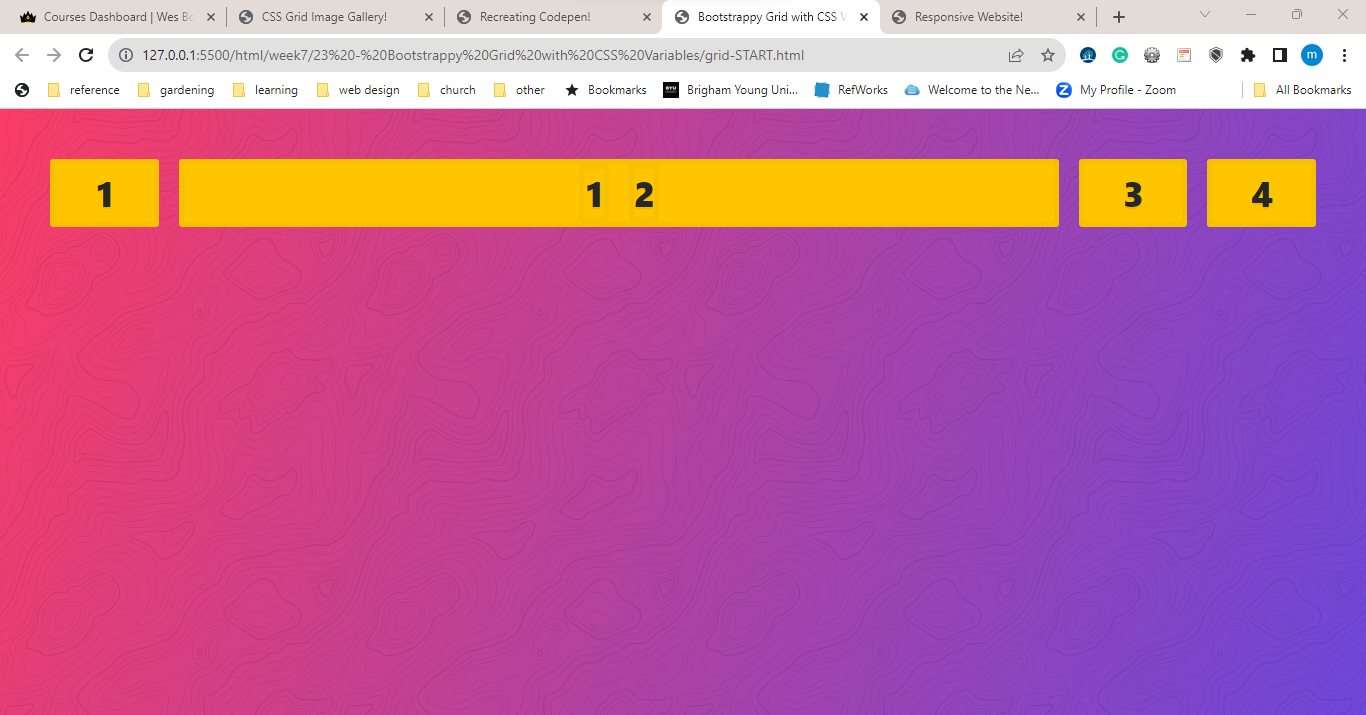 Courses Dashboard | Wes Bo
CSS Grid Image Gallery!
Recreating Codepen!
Bootstrappy Grid with CSS V
Responsive Website!
127.0.0.1:5500/html/week7/23%20-%20Bootstrappy%20Grid%20with%20CSS%20Variables/grid-START.html
m
reference
gardening
learning
web design
church
other
Bookmarks
BYU
Brigham Young Uni...
RefWorks
Welcome to the Ne...
Z
My Profile - Zoom
All Bookmarks
1
1 2
3
4